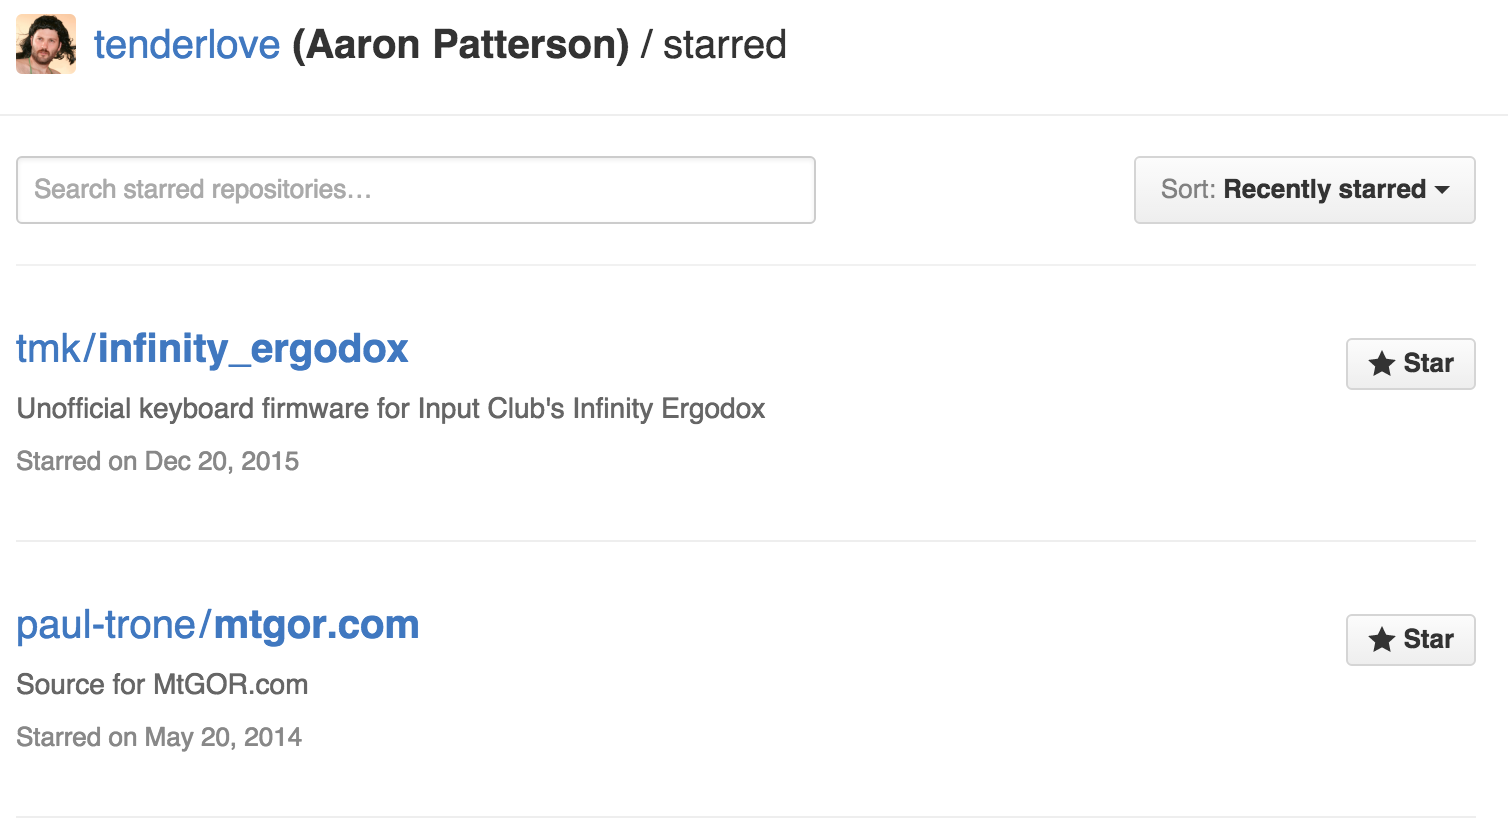 tenderlove (Aaron Patterson) / starred
Search starred repositories…
Sort: Recently starred
tmk/infinity_ergodox
Star
Unofficial keyboard firmware for Input Club's Infinity Ergodox
Starred on Dec 20, 2015
paul-trone/mtgor.com
Star
Source for MtGOR.com
Starred on May 20, 2014